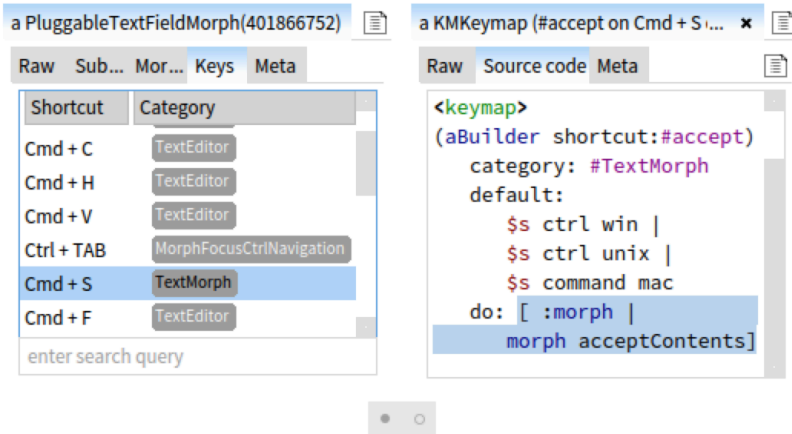 a PluggableTextFieldMorph(401866752)
Raw Sub... Mor... Keys Meta
Shortcut Category
Cmd + C TextEditor
Cmd + H TextEditor
Cmd + V TextEditor
Ctrl + TAB MorphFocusCtrlNavigation
Cmd + S TextMorph
Cmd + F TextEditor
enter search query
a KMKeymap (#accept on Cmd + S ...
Raw Source code Meta
<keymap>
(aBuilder shortcut:#accept)
category: #TextMorph
default:
$s ctrl win |
$s ctrl unix |
$s command mac
do: [ :morph |
morph acceptContents]